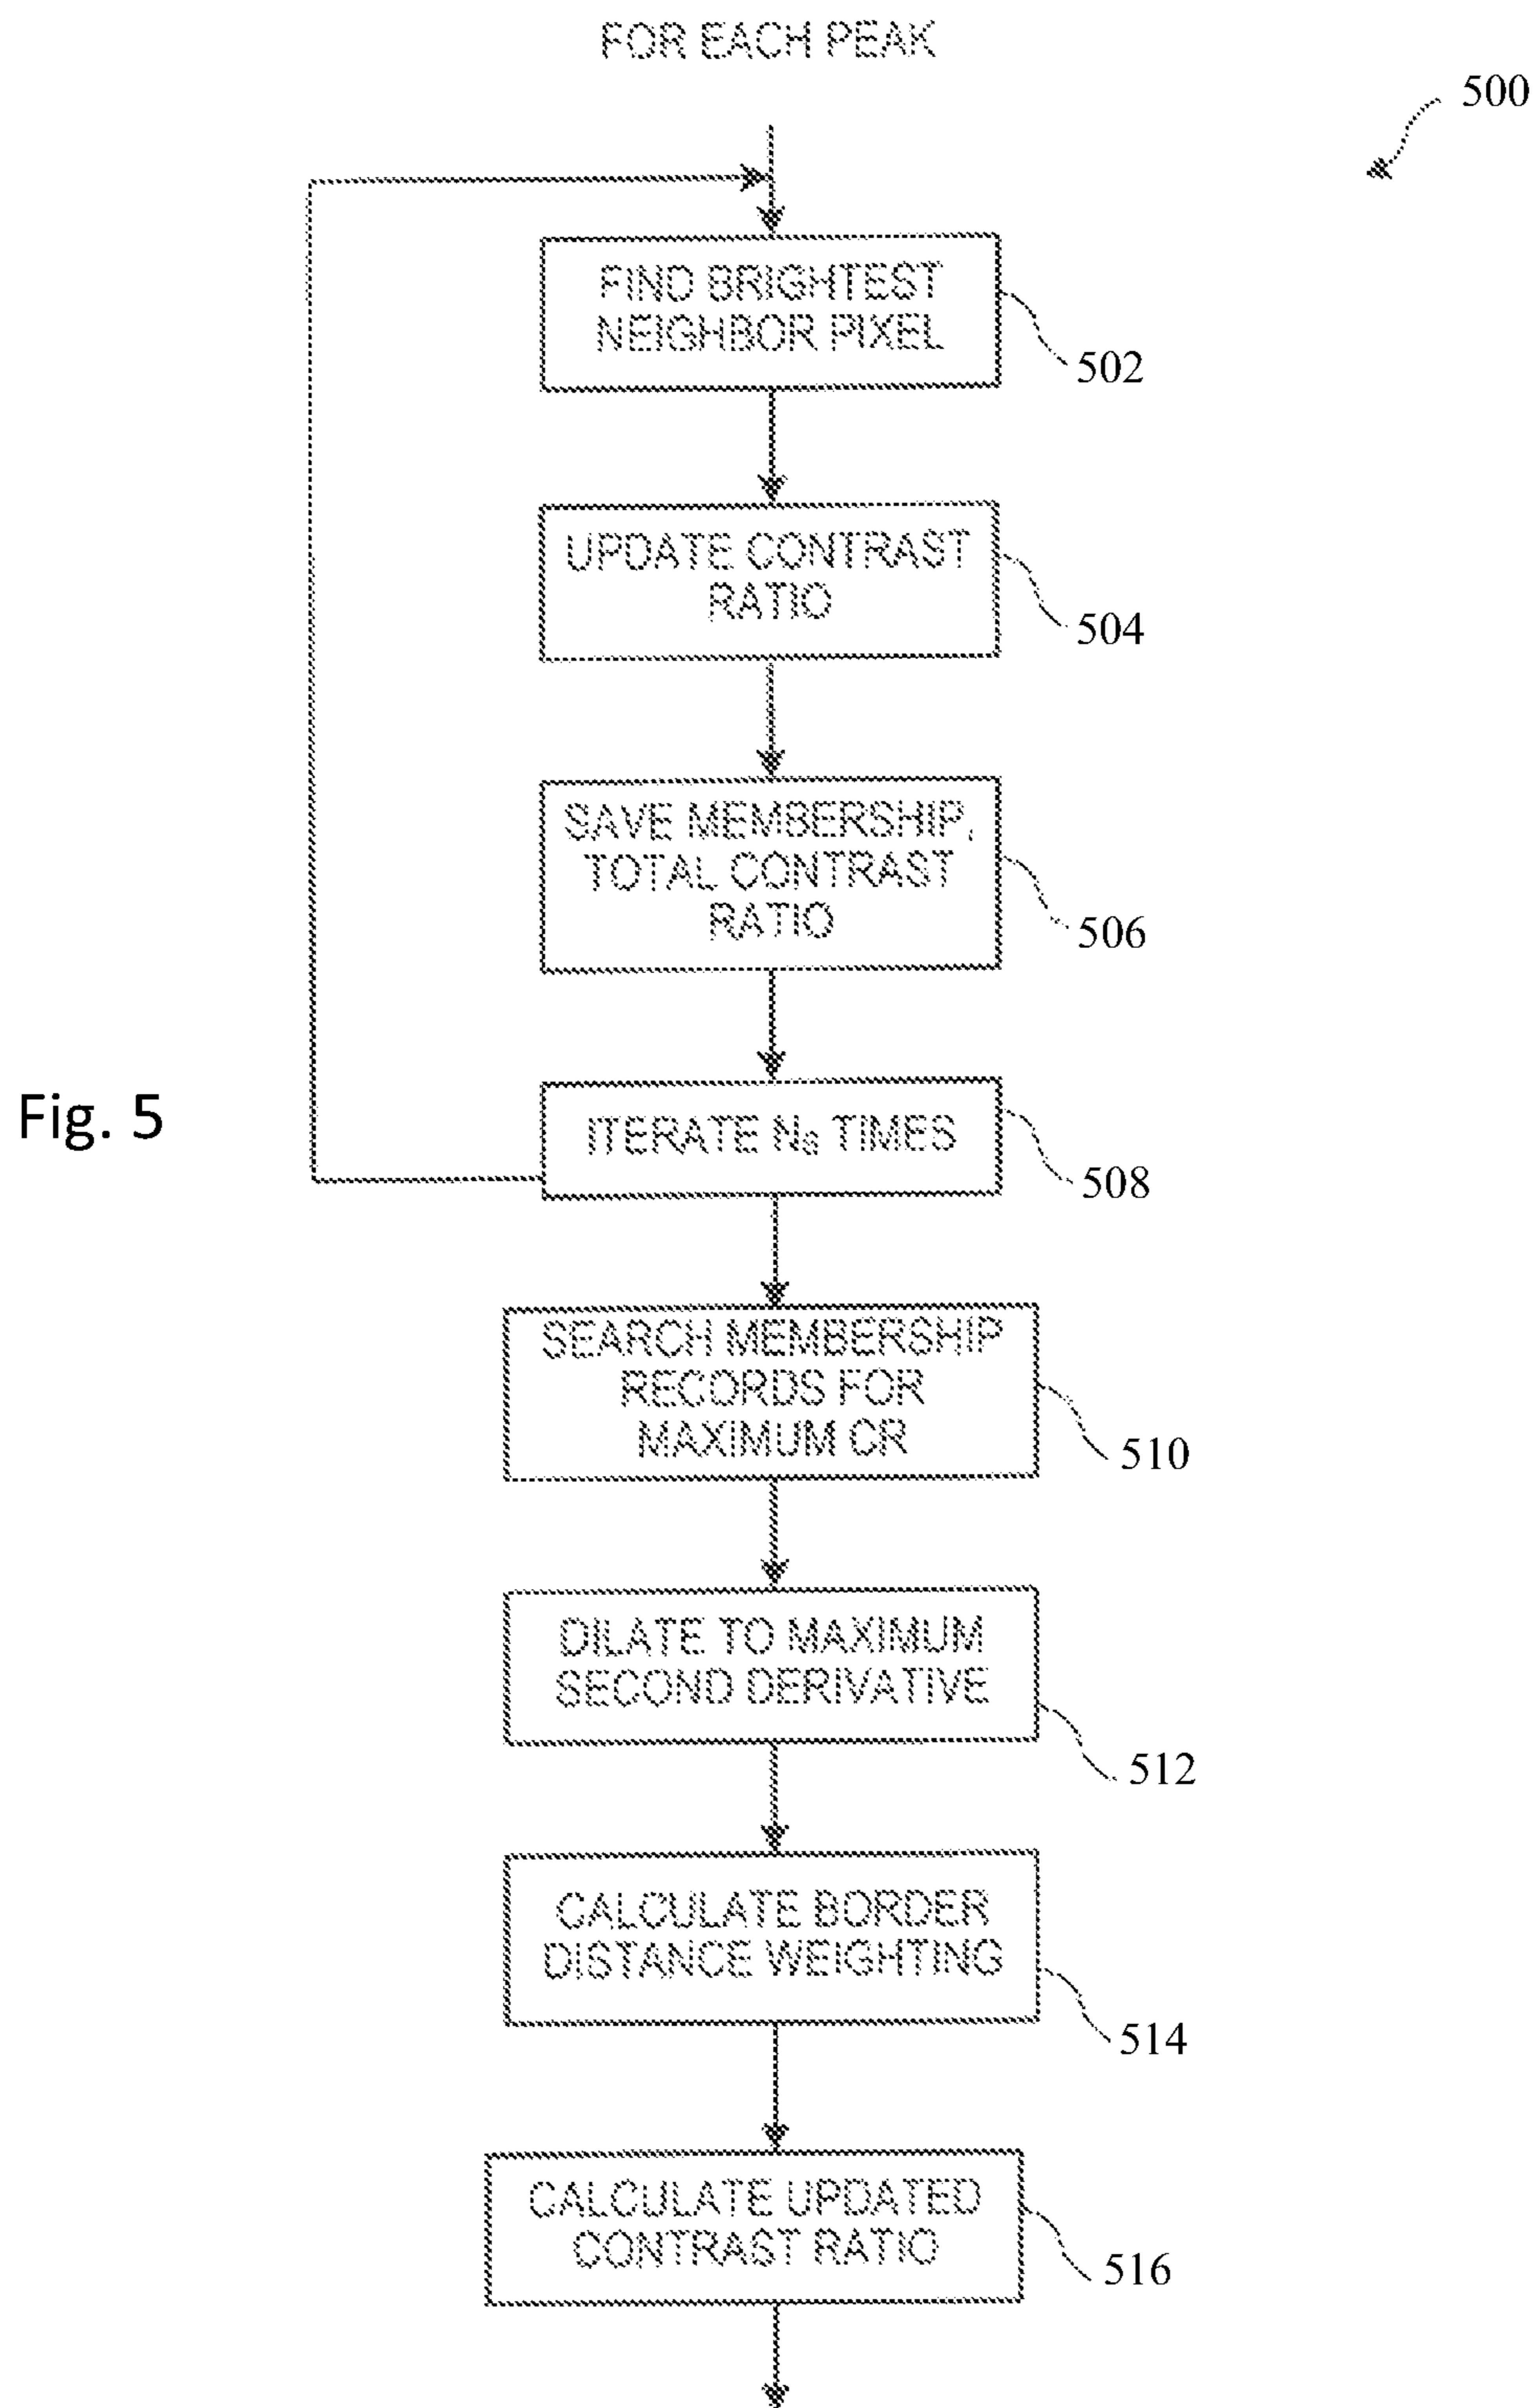 FOR EACH PEAK
500
FIND BRIGHTEST
NEIGHBOR PIXEL
502
UPDATE CONTRAST
RATIO
504
SAVE MEMBERSHIP,
TOTAL CONTRAST
RATIO
506
Fig. 5
ITERATE Ns TIMES
508
SEARCH MEMBERSHIP
RECORDS FOR
MAXIMUM CR
510
DILATE TO MAXIMUM
SECOND DERIVATIVE
512
CALCULATE BORDER
DISTANCE WEIGHTING
514
CALCULATE UPDATED
CONTRAST RATIO
516